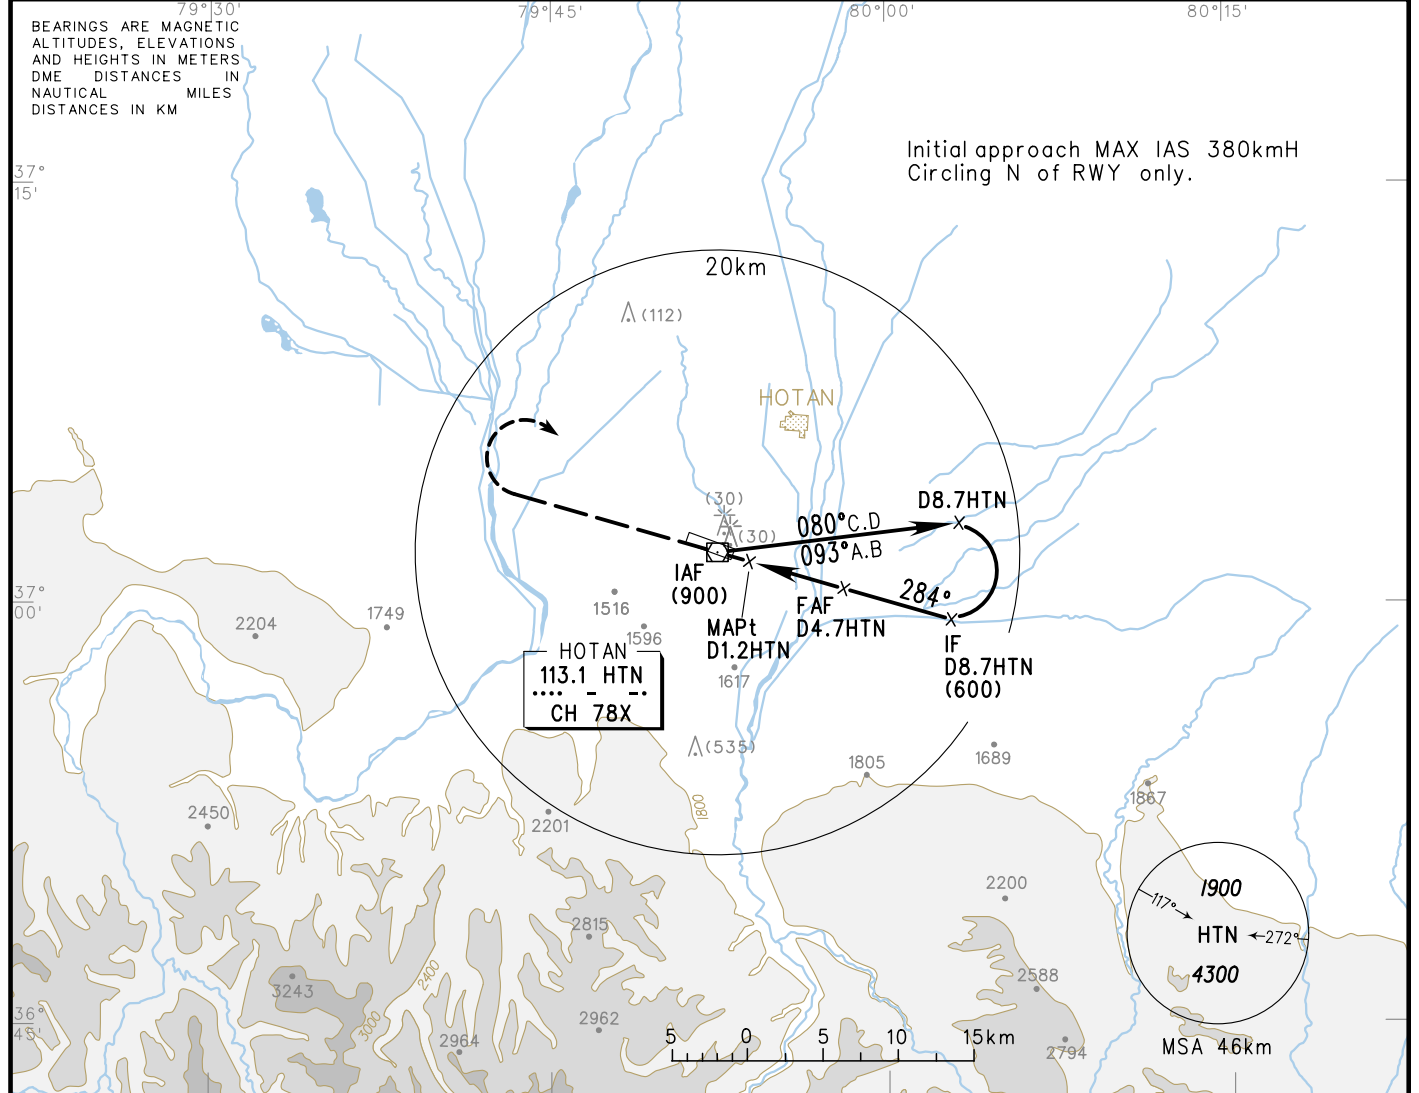 79°30'
79°45'
80°00'
80°15'
BEARINGS ARE MAGNETIC
ALTITUDES, ELEVATIONS
AND HEIGHTS IN METERS
DME DISTANCES IN
NAUTICAL MILES
DISTANCES IN KM
Initial approach MAX IAS 380kmH
Circling N of RWY only.
37°
15'
20km
(112)
HOTAN
(30)
(30)
D8.7HTN
080°C.D
093°A.B
IAF
(900)
284°
FAF
D4.7HTN
MAPt
D1.2HTN
IF
D8.7HTN
(600)
37°
00'
2204
1749
1516
1596
1617
HOTAN
113.1 HTN
.... - -.
CH 78X
(535)
1805
1689
1867
1800
2450
2201
2200
2815
2588
2400
3243
3000
2962
2964
2794
36°
45'
1900
117°
HTN
272°
4300
MSA 46km
5 0 5 10 15km